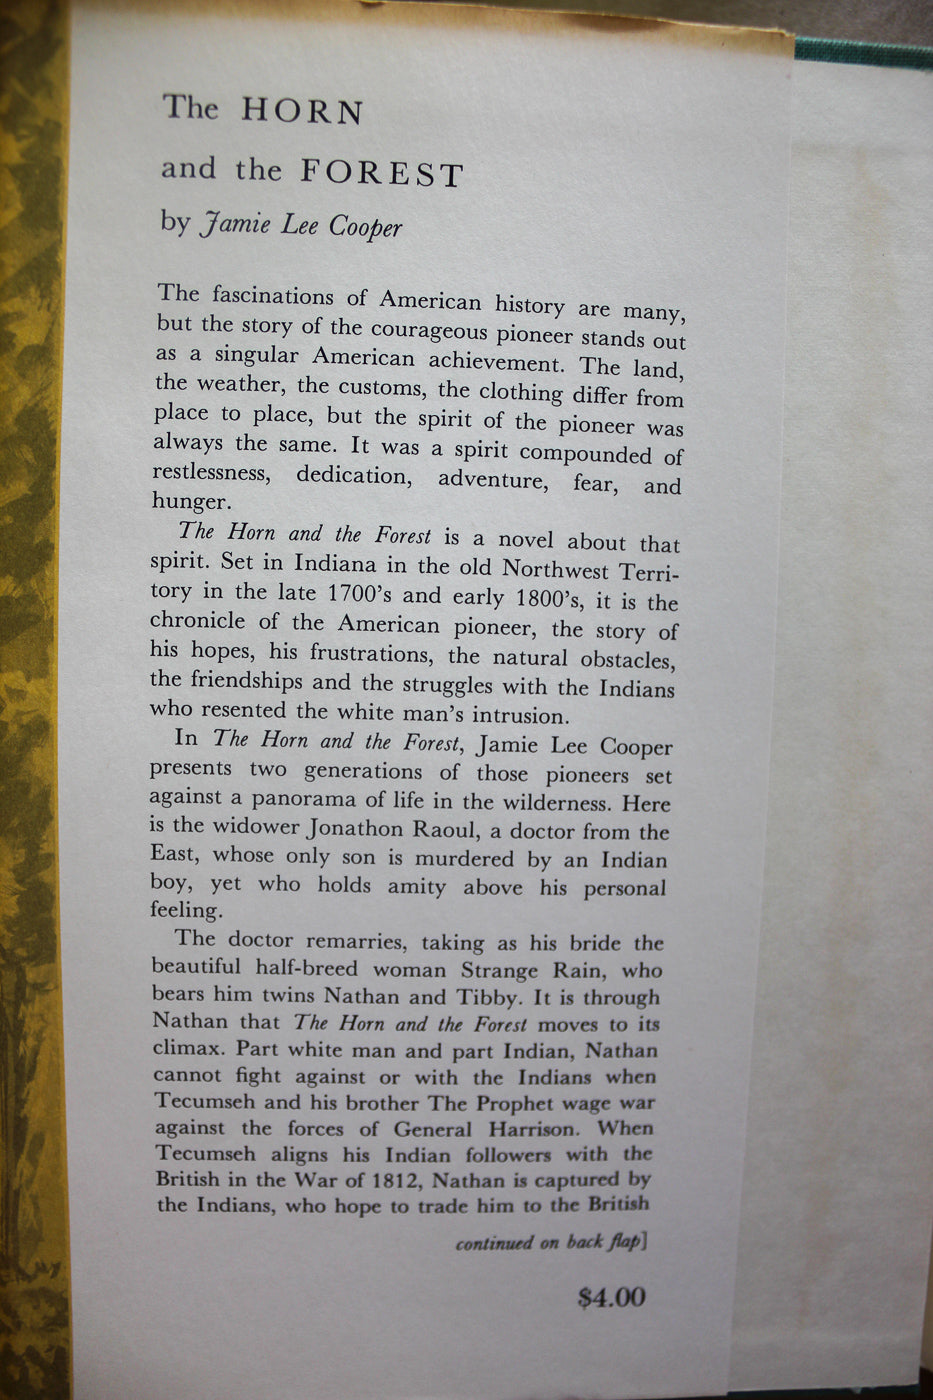 The HORN
and the FOREST
by Jamie Lee Cooper
The fascinations of American history are many,
but the story of the courageous pioneer stands out
as a singular American achievement. The land,
the weather, the customs, the clothing differ from
place to place, but the spirit of the pioneer was
always the same. It was a spirit compounded of
restlessness, dedication, adventure, fear, and
hunger.
The Horn and the Forest is a novel about that
spirit. Set in Indiana in the old Northwest Terri-
tory in the late 1700's and early 1800's, it is the
chronicle of the American pioneer, the story of
his hopes, his frustrations, the natural obstacles,
the friendships and the struggles with the Indians
who resented the white man's intrusion.
In The Horn and the Forest, Jamie Lee Cooper
presents two generations of those pioneers set
against a panorama of life in the wilderness. Here
is the widower Jonathon Raoul, a doctor from the
East, whose only son is murdered by an Indian
boy, yet who holds amity above his personal
feeling.
The doctor remarries, taking as his bride the
beautiful half-breed woman Strange Rain, who
bears him twins Nathan and Tibby. It is through
Nathan that The Horn and the Forest moves to its
climax. Part white man and part Indian, Nathan
cannot fight against or with the Indians when
Tecumseh and his brother The Prophet wage war
against the forces of General Harrison. When
Tecumseh aligns his Indian followers with the
British in the War of 1812, Nathan is captured by
the Indians, who hope to trade him to the British
continued on back flap]
$4.00